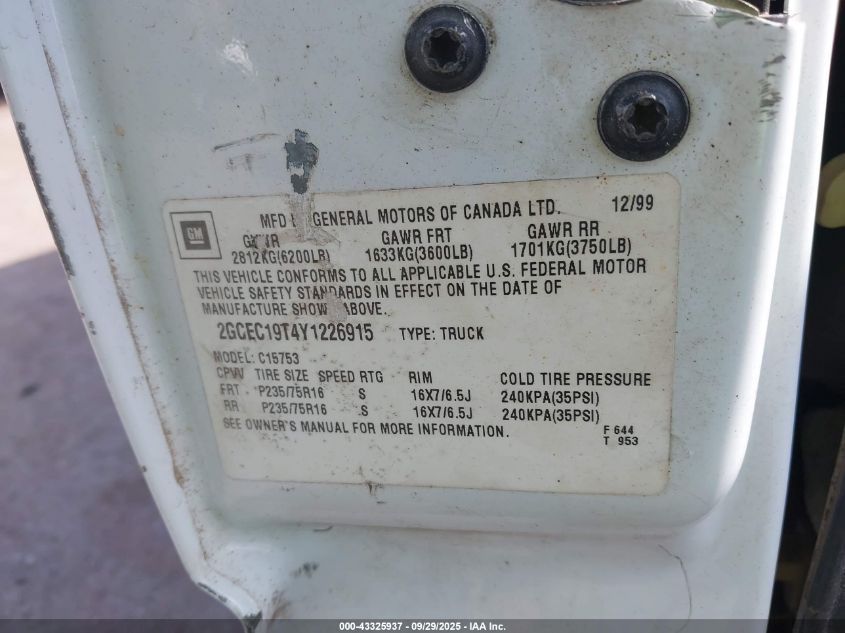 GM
MFD GENERAL MOTORS OF CANADA LTD. 12/99
GAWR FRT GAWR RR
2812KG(6200LB) 1633KG(3600LB) 1701KG(3750LB)
THIS VEHICLE CONFORMS TO ALL APPLICABLE U.S. FEDERAL MOTOR
VEHICLE SAFETY STANDARDS IN EFFECT ON THE DATE OF
MANUFACTURE SHOWN ABOVE.
2GCEC19T4Y1226915 TYPE: TRUCK
MODEL: C15753
TIRE SIZE SPEED RTG RIM COLD TIRE PRESSURE
FRT P235/75R16 S 16X7/6.5J 240KPA(35PSI)
RR P235/75R16 S 16X7/6.5J 240KPA(35PSI)
SEE OWNER'S MANUAL FOR MORE INFORMATION.
F 644
T 953
000-43325937 - 09/29/2025 - IAA Inc.